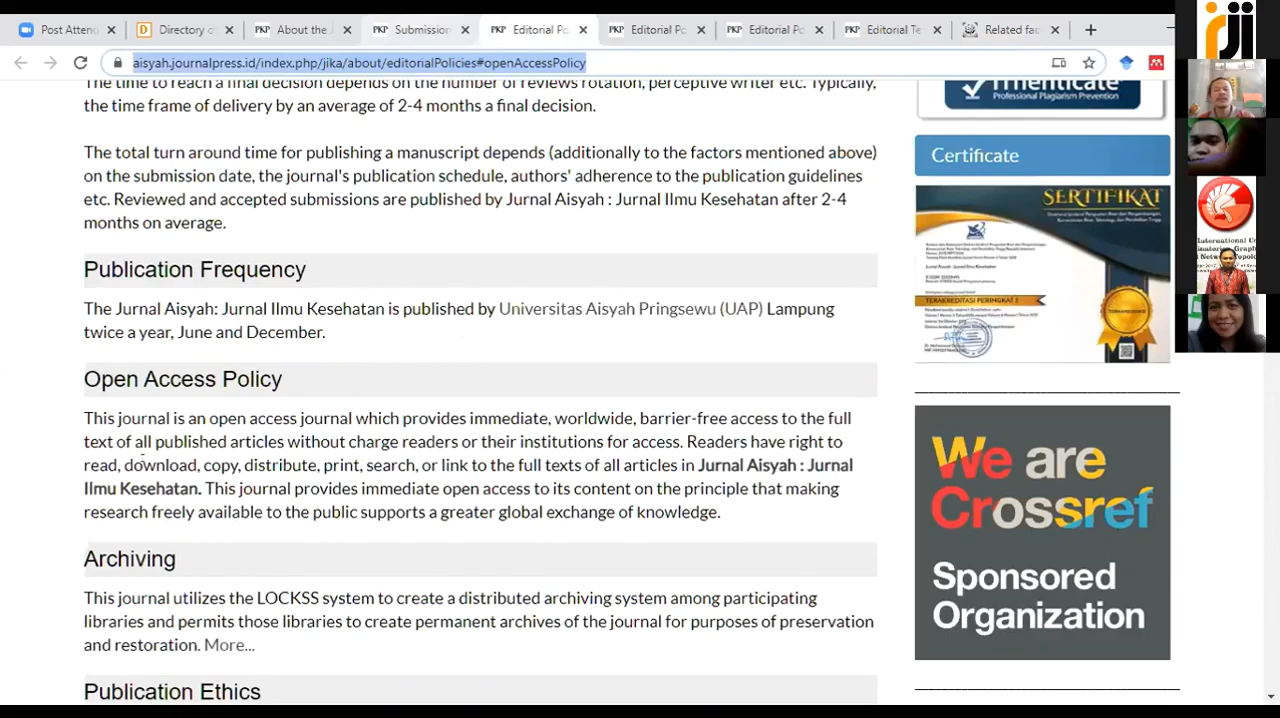 Post Atteno
Directory o
About the J
Submission
Editorial Po
Editorial Po
Editorial Po
Editorial Te
Related fac
aisyah.journalpress.id/index.php/jika/about/editorialPolicies#openAccessPolicy
The time to reach a final decision depends on the number of reviews rotation, perceptive writer etc. Typically,
the time frame of delivery base of 2-4 months a final decision.
The total turn around time for publishing a manuscript depends (additionally to the factors mentioned above)
on the submission date, the journal's publication schedule, authors' adherence to the publication guidelines
etc. Reviewed and accepted submissions are published by Jurnal Aisyah : Jurnal Ilmu Kesehatan after 2-4
months on average.
Publication Frequency
The Jurnal Aisyah Jurnal Ilmu Kesehatan is published by Universitas Aisyah Pringsewu (UAP) Lampung
twice a year June and December
Open Access Policy
This journal is an open access journal which provides immediate, worldwide, barrier-free access to the full
text of all published articles without charge readers or their institutions for access. Readers have right to
read, download, copy, distribute, print, search, or link to the full texts of all articles in Jurnal Aisyah : Jurnal
Ilmu Kesehatan. This journal provides immediate open access to its content on the principle that making
research freely available to the public supports a greater global exchange of knowledge.
Archiving
This journal utilizes the LOCKSS system to create a distributed archiving system among participating
libraries and permits those libraries to create permanent archives of the journal for purposes of preservation
and restoration. More...
Publication Ethics
iThenticate
Professional Plagiarism Prevention
Certificate
SERTIFIKAT
TERAKREDITASI PERINGKAT
We are
Crossref
Sponsored
Organization
rji